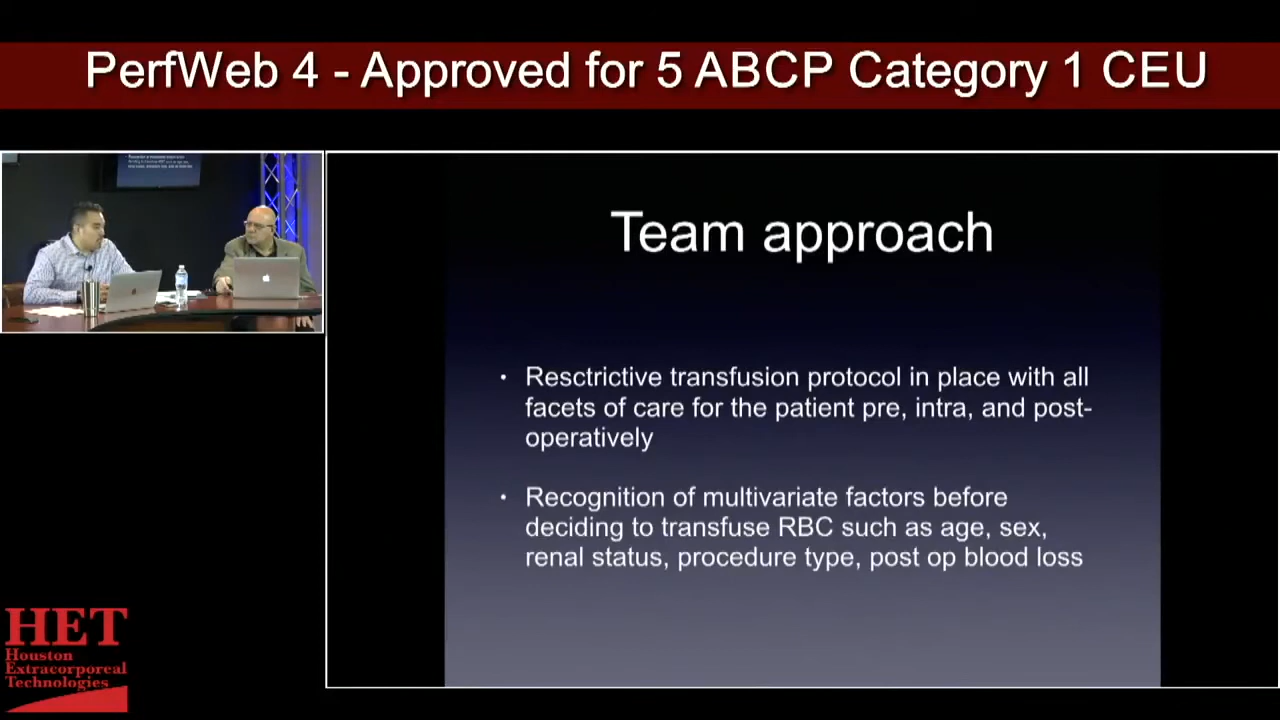 PerfWeb 4 - Approved for 5 ABCP Category 1 CEU
Team approach
• Resctrictive transfusion protocol in place with all
facets of care for the patient pre, intra, and post-
operatively
• Recognition of multivariate factors before
deciding to transfuse RBC such as age, sex,
renal status, procedure type, post op blood loss
HET
Houston
Extracorporeal
Technologies